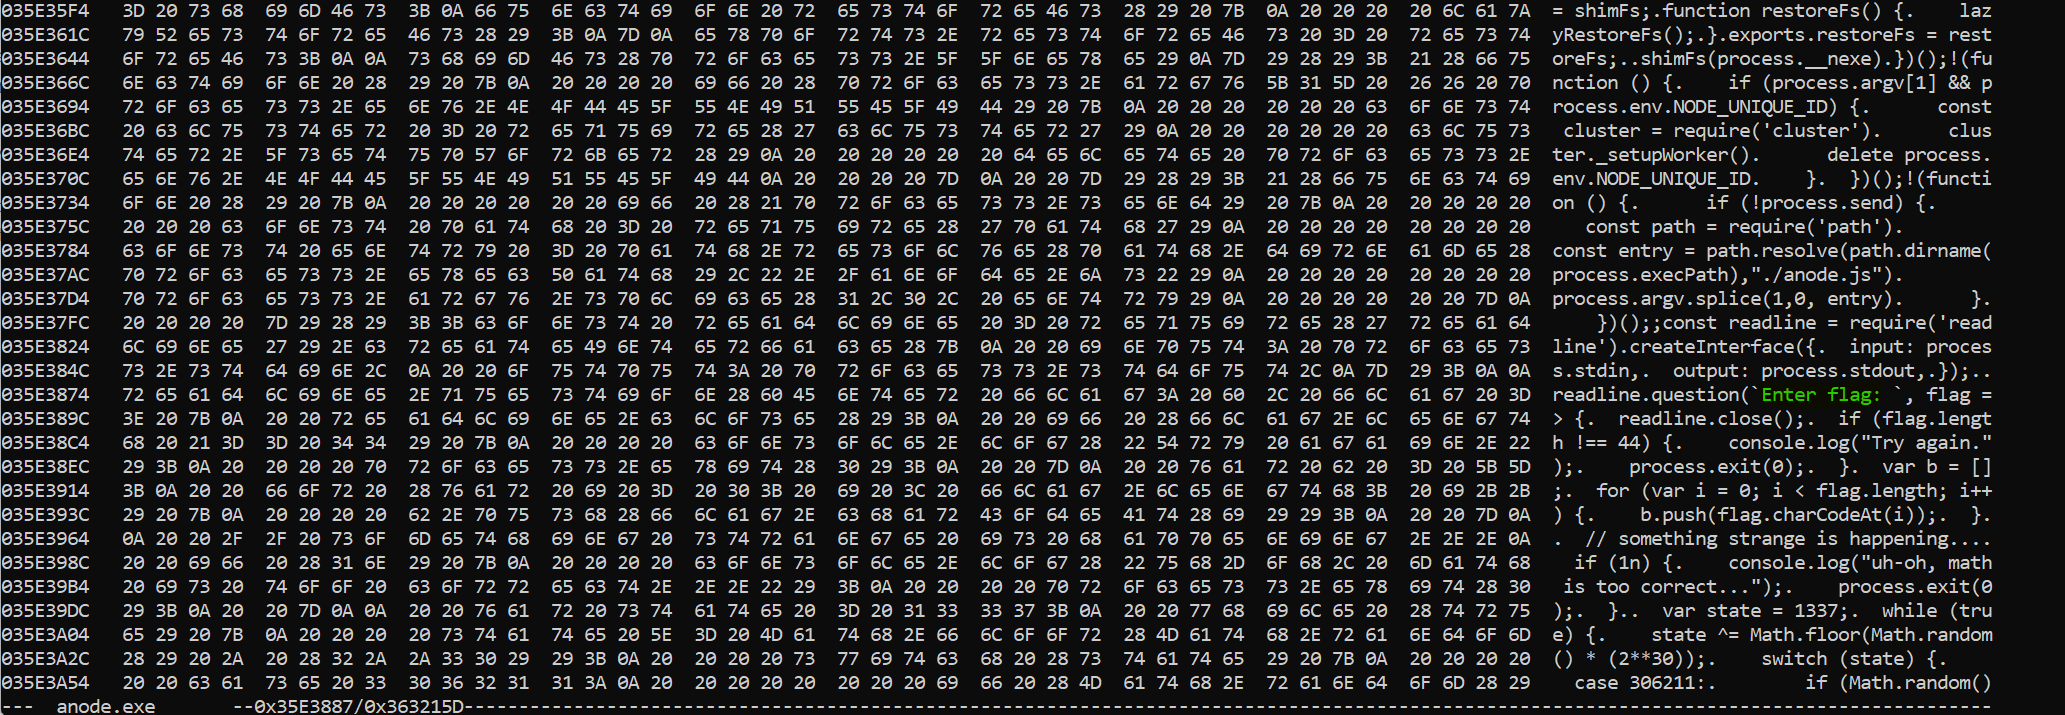 035E35F4   3D 20 73 68  69 6D 46 73  3B 0A 66 75  6E 63 74 69  6F 6E 20 72  65 73 74 6F  72 65 46 73  28 29 20 7B  0A 20 20 20  20 6C 61 7A  = shimFs;.function restoreFs() {.    laz
035E361C   79 52 65 73  74 6F 72 65  46 73 28 29  3B 0A 7D 0A  65 78 70 6F  72 74 73 2E  72 65 73 74  6F 72 65 46  73 20 3D 20  72 65 73 74  yRestoreFs();.}.exports.restoreFs = rest
035E3644   6F 72 65 46  73 3B 0A 0A  73 68 69 6D  46 73 28 70  72 6F 63 65  73 73 2E 5F  5F 6E 65 78  65 29 0A 7D  29 28 29 3B  21 28 66 75  oreFs;..shimFs(process.__nexe).})();!(fu
035E366C   6E 63 74 69  6F 6E 20 28  29 20 7B 0A  20 20 20 20  69 66 20 28  70 72 6F 63  65 73 73 2E  61 72 67 76  5B 31 5D 20  26 26 20 70  nction () {.    if (process.argv[1] && p
035E3694   72 6F 63 65  73 73 2E 65  6E 76 2E 4E  4F 44 45 5F  55 4E 49 51  55 45 5F 49  44 29 20 7B  0A 20 20 20  20 20 20 63  6F 6E 73 74  rocess.env.NODE_UNIQUE_ID) {.      const
035E36BC   20 63 6C 75  73 74 65 72  20 3D 20 72  65 71 75 69  72 65 28 27  63 6C 75 73  74 65 72 27  29 0A 20 20  20 20 20 20  63 6C 75 73   cluster = require('cluster').      clus
035E36E4   74 65 72 2E  5F 73 65 74  75 70 57 6F  72 6B 65 72  28 29 0A 20  20 20 20 20  20 64 65 6C  65 74 65 20  70 72 6F 63  65 73 73 2E  ter._setupWorker().      delete process.
035E370C   65 6E 76 2E  4E 4F 44 45  5F 55 4E 49  51 55 45 5F  49 44 0A 20  20 20 20 7D  0A 20 20 7D  29 28 29 3B  21 28 66 75  6E 63 74 69  env.NODE_UNIQUE_ID.    }.  })();!(functi
035E3734   6F 6E 20 28  29 20 7B 0A  20 20 20 20  20 20 69 66  20 28 21 70  72 6F 63 65  73 73 2E 73  65 6E 64 29  20 7B 0A 20  20 20 20 20  on () {.      if (!process.send) {.     
035E375C   20 20 20 63  6F 6E 73 74  20 70 61 74  68 20 3D 20  72 65 71 75  69 72 65 28  27 70 61 74  68 27 29 0A  20 20 20 20  20 20 20 20     const path = require('path').        
035E3784   63 6F 6E 73  74 20 65 6E  74 72 79 20  3D 20 70 61  74 68 2E 72  65 73 6F 6C  76 65 28 70  61 74 68 2E  64 69 72 6E  61 6D 65 28  const entry = path.resolve(path.dirname(
035E37AC   70 72 6F 63  65 73 73 2E  65 78 65 63  50 61 74 68  29 2C 22 2E  2F 61 6E 6F  64 65 2E 6A  73 22 29 0A  20 20 20 20  20 20 20 20  process.execPath),"./anode.js").        
035E37D4   70 72 6F 63  65 73 73 2E  61 72 67 76  2E 73 70 6C  69 63 65 28  31 2C 30 2C  20 65 6E 74  72 79 29 0A  20 20 20 20  20 20 7D 0A  process.argv.splice(1,0, entry).      }.
035E37FC   20 20 20 20  7D 29 28 29  3B 3B 63 6F  6E 73 74 20  72 65 61 64  6C 69 6E 65  20 3D 20 72  65 71 75 69  72 65 28 27  72 65 61 64      })();;const readline = require('read
035E3824   6C 69 6E 65  27 29 2E 63  72 65 61 74  65 49 6E 74  65 72 66 61  63 65 28 7B  0A 20 20 69  6E 70 75 74  3A 20 70 72  6F 63 65 73  line').createInterface({.  input: proces
035E384C   73 2E 73 74  64 69 6E 2C  0A 20 20 6F  75 74 70 75  74 3A 20 70  72 6F 63 65  73 73 2E 73  74 64 6F 75  74 2C 0A 7D  29 3B 0A 0A  s.stdin,.  output: process.stdout,.});..
035E3874   72 65 61 64  6C 69 6E 65  2E 71 75 65  73 74 69 6F  6E 28 60 45  6E 74 65 72  20 66 6C 61  67 3A 20 60  2C 20 66 6C  61 67 20 3D  readline.question(`Enter flag: `, flag =
035E389C   3E 20 7B 0A  20 20 72 65  61 64 6C 69  6E 65 2E 63  6C 6F 73 65  28 29 3B 0A  20 20 69 66  20 28 66 6C  61 67 2E 6C  65 6E 67 74  > {.  readline.close();.  if (flag.lengt
035E38C4   68 20 21 3D  3D 20 34 34  29 20 7B 0A  20 20 20 20  63 6F 6E 73  6F 6C 65 2E  6C 6F 67 28  22 54 72 79  20 61 67 61  69 6E 2E 22  h !== 44) {.    console.log("Try again."
035E38EC   29 3B 0A 20  20 20 20 70  72 6F 63 65  73 73 2E 65  78 69 74 28  30 29 3B 0A  20 20 7D 0A  20 20 76 61  72 20 62 20  3D 20 5B 5D  );.    process.exit(0);.  }.  var b = []
035E3914   3B 0A 20 20  66 6F 72 20  28 76 61 72  20 69 20 3D  20 30 3B 20  69 20 3C 20  66 6C 61 67  2E 6C 65 6E  67 74 68 3B  20 69 2B 2B  ;.  for (var i = 0; i < flag.length; i++
035E393C   29 20 7B 0A  20 20 20 20  62 2E 70 75  73 68 28 66  6C 61 67 2E  63 68 61 72  43 6F 64 65  41 74 28 69  29 29 3B 0A  20 20 7D 0A  ) {.    b.push(flag.charCodeAt(i));.  }.
035E3964   0A 20 20 2F  2F 20 73 6F  6D 65 74 68  69 6E 67 20  73 74 72 61  6E 67 65 20  69 73 20 68  61 70 70 65  6E 69 6E 67  2E 2E 2E 0A  .  // something strange is happening....
035E398C   20 20 69 66  20 28 31 6E  29 20 7B 0A  20 20 20 20  63 6F 6E 73  6F 6C 65 2E  6C 6F 67 28  22 75 68 2D  6F 68 2C 20  6D 61 74 68    if (1n) {.    console.log("uh-oh, math
035E39B4   20 69 73 20  74 6F 6F 20  63 6F 72 72  65 63 74 2E  2E 2E 22 29  3B 0A 20 20  20 20 70 72  6F 63 65 73  73 2E 65 78  69 74 28 30   is too correct...");.    process.exit(0
035E39DC   29 3B 0A 20  20 7D 0A 0A  20 20 76 61  72 20 73 74  61 74 65 20  3D 20 31 33  33 37 3B 0A  20 20 77 68  69 6C 65 20  28 74 72 75  );.  }..  var state = 1337;.  while (tru
035E3A04   65 29 20 7B  0A 20 20 20  20 73 74 61  74 65 20 5E  3D 20 4D 61  74 68 2E 66  6C 6F 6F 72  28 4D 61 74  68 2E 72 61  6E 64 6F 6D  e) {.    state ^= Math.floor(Math.random
035E3A2C   28 29 20 2A  20 28 32 2A  2A 33 30 29  29 3B 0A 20  20 20 20 73  77 69 74 63  68 20 28 73  74 61 74 65  29 20 7B 0A  20 20 20 20  () * (2**30));.    switch (state) {.    
035E3A54   20 20 63 61  73 65 20 33  30 36 32 31  31 3A 0A 20  20 20 20 20  20 20 20 69  66 20 28 4D  61 74 68 2E  72 61 6E 64  6F 6D 28 29    case 306211:.        if (Math.random()
---  anode.exe       --0x35E3887/0x363215D--------------------------------